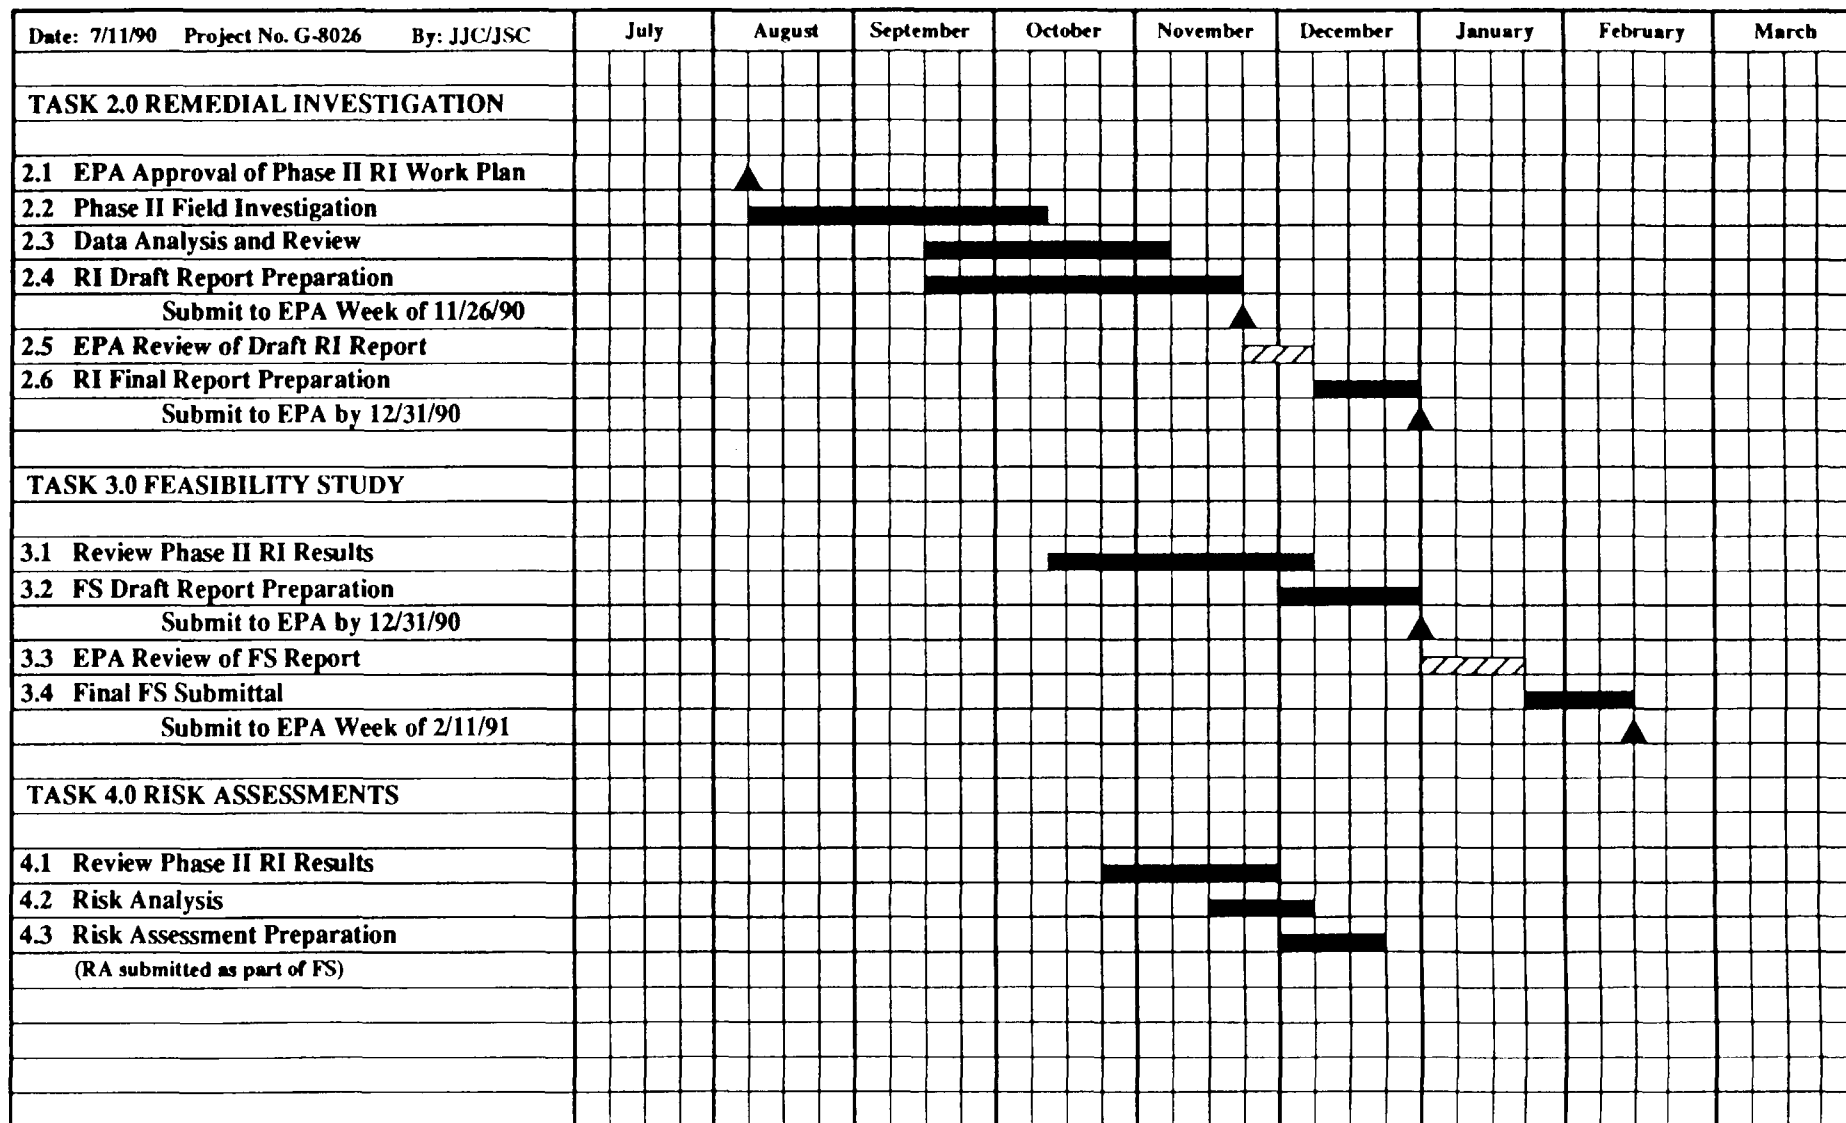 Date: 7/11/90 Project No. G-8026 By: JJC/JSC July August September October November December January February March
TASK 2.0 REMEDIAL INVESTIGATION
2.1 EPA Approval of Phase II RI Work Plan
2.2 Phase II Field Investigation
2.3 Data Analysis and Review
2.4 RI Draft Report Preparation
Submit to EPA Week of 11/26/90
2.5 EPA Review of Draft RI Report
2.6 RI Final Report Preparation
Submit to EPA by 12/31/90
TASK 3.0 FEASIBILITY STUDY
3.1 Review Phase II RI Results
3.2 FS Draft Report Preparation
Submit to EPA by 12/31/90
3.3 EPA Review of FS Report
3.4 Final FS Submittal
Submit to EPA Week of 2/11/91
TASK 4.0 RISK ASSESSMENTS
4.1 Review Phase II RI Results
4.2 Risk Analysis
4.3 Risk Assessment Preparation
(RA submitted as part of FS)